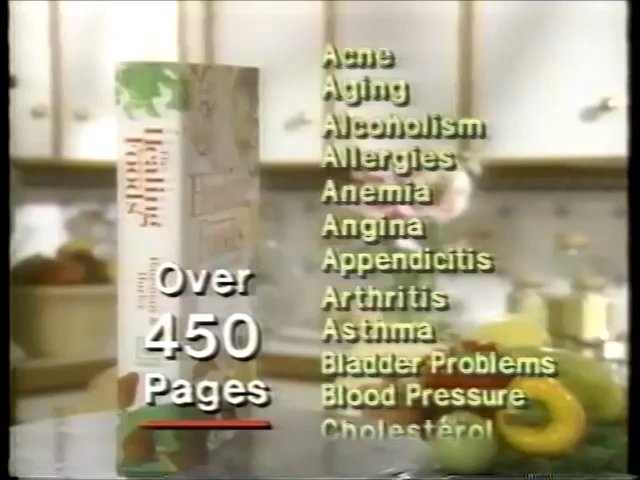 Healing
Foods
Over
450
Pages
Acne
Aging
Alcoholism
Allergies
Anemia
Angina
Appendicitis
Arthritis
Asthma
Bladder Problems
Blood Pressure
Cholesterol